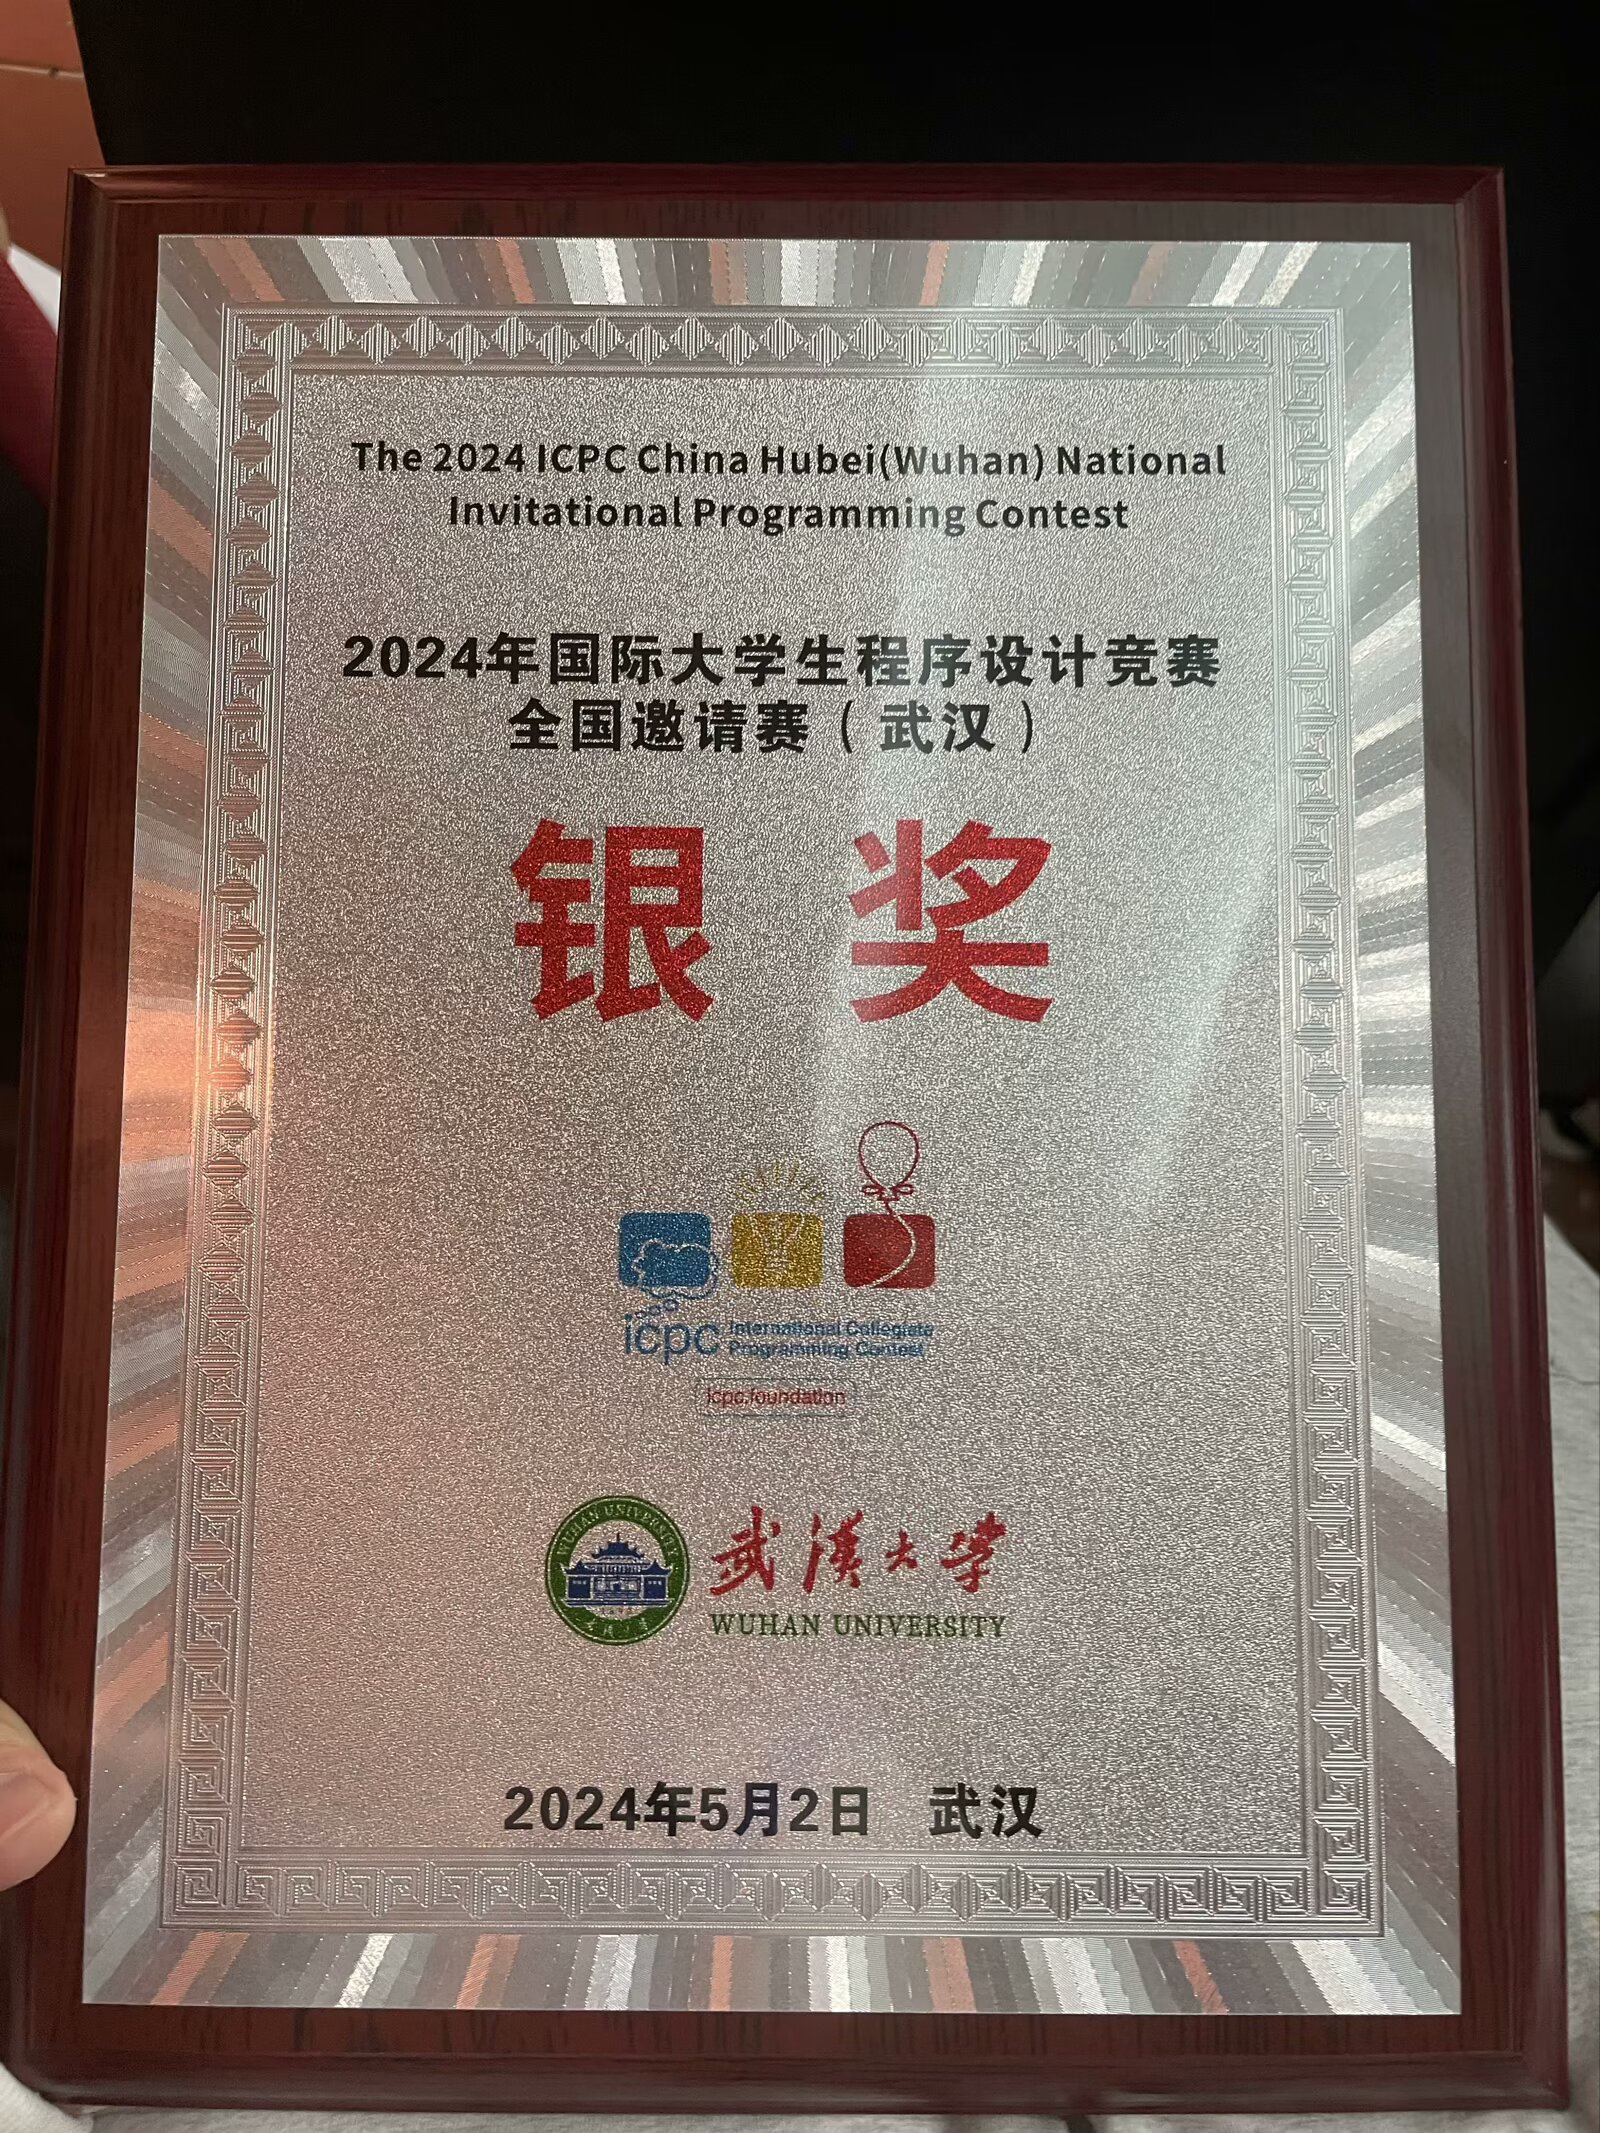 The 2024 ICPC China Hubei(Wuhan) National
Invitational Programming Contest
2024年国际大学生程序设计竞赛
全国邀请赛（武汉）
银奖
icpc International Collegiate
Programming Contest
icpc.foundation
WUHAN UNIVERSITY
武漢大学
WUHAN UNIVERSITY
2024年5月2日 武汉